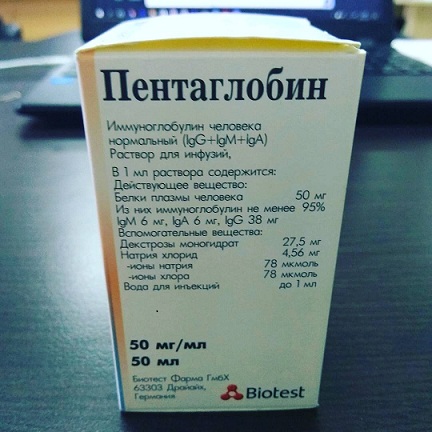 Пентаглобин
Иммуноглобулин человека
нормальный (IgG+IgM+IgA)
Раствор для инфузий,
В 1 мл раствора содержится:
Действующее вещество:
Белки плазмы человека 50 мг
Из них иммуноглобулин не менее 95%
IgM 6 мг, IgA 6 мг, IgG 38 мг
Вспомогательные вещества:
Декстрозы моногидрат 27,5 мг
Натрия хлорид 4,56 мг
-ионы натрия 78 мкмоль
-ионы хлора 78 мкмоль
Вода для инъекций до 1 мл
50 мг/мл
50 мл
Биотест Фарма ГмбХ
63303 Драйайх,
Германия
Biotest